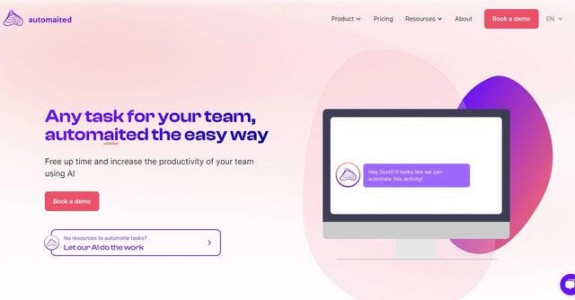 automaited
Product
Pricing
Resources
About
Book a demo
EN
Any task for your team,
automaited the easy way
Free up time and increase the productivity of your team
using AI
Book a demo
No resources to automate tasks?
Let our AI do the work
Hey Scott! It looks like we can
automate this activity!